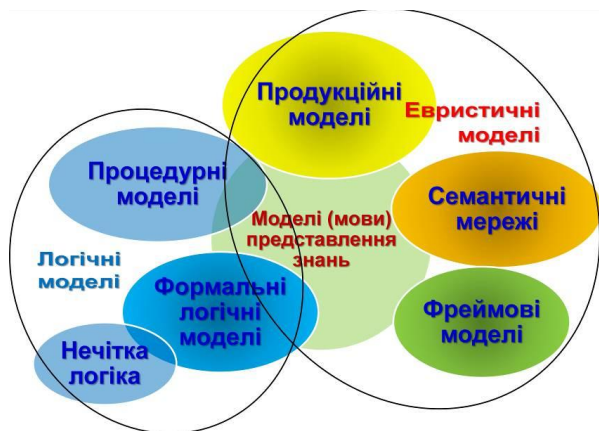 Продукційні
моделі
Евристичні
моделі
Процедурні
моделі
Семантичні
мережі
Моделі (мови)
представлення
знань
Логічні
моделі
Формальні
логічні
моделі
Фреймові
моделі
Нечітка
логіка